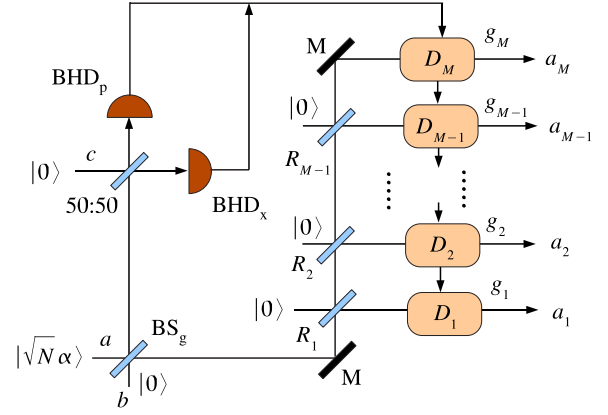 M
D_M
g_M
a_M
BHD_p
|0⟩
R_{M-1}
D_{M-1}
g_{M-1}
a_{M-1}
|0⟩
c
50:50
BHD_x
|0⟩
R_2
D_2
g_2
a_2
|0⟩
R_1
D_1
g_1
a_1
|√N α⟩
a
BS_g
b
|0⟩
M